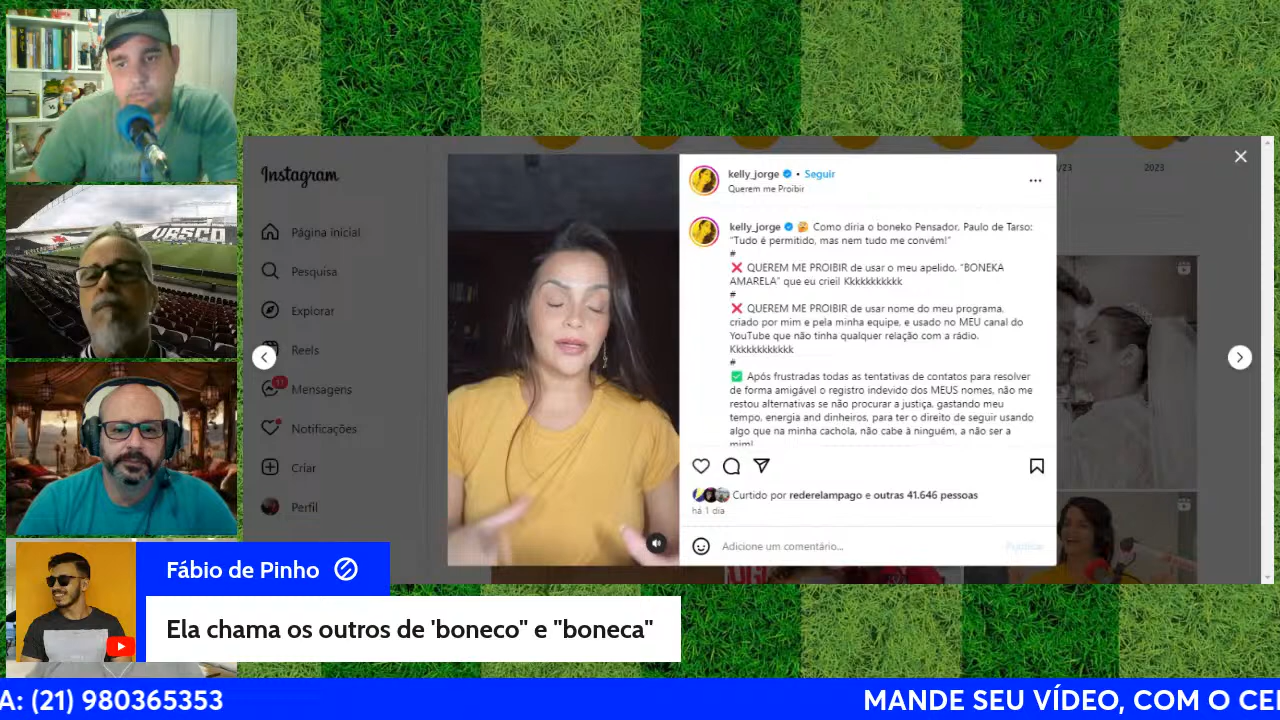 VASCO
Instagram
Página inicial
Pesquisa
Explorar
Reels
11
Mensagens
Notificações
Criar
Perfil
kelly_jorge • Seguir
Querem me Proibir
kelly_jorge Como diria o boneko Pensador, Paulo de Tarso:
"Tudo é permitido, mas nem tudo me convém!"
#
❌ QUEREM ME PROIBIR de usar o meu apelido, "BONEKA
AMARELA" que eu criei! Kkkkkkkkkkk
#
❌ QUEREM ME PROIBIR de usar nome do meu programa,
criado por mim e pela minha equipe, e usado no MEU canal do
YouTube que não tinha qualquer relação com a rádio.
Kkkkkkkkkkkk
#
✅ Após frustradas todas as tentativas de contatos para resolver
de forma amigável o registro indevido dos MEUS nomes, não me
restou alternativas se não procurar a justiça, gastando meu
tempo, energia and dinheiros, para ter o direito de seguir usando
algo que na minha cachola, não cabe à ninguém, a não ser a
mim!
Curtido por rederelampago e outras 41.646 pessoas
há 1 dia
Adicione um comentário...
Publicar
/23
2023
Fábio de Pinho
Ela chama os outros de 'boneco" e "boneca"
A: (21) 980365353
MANDE SEU VÍDEO, COM O CEL